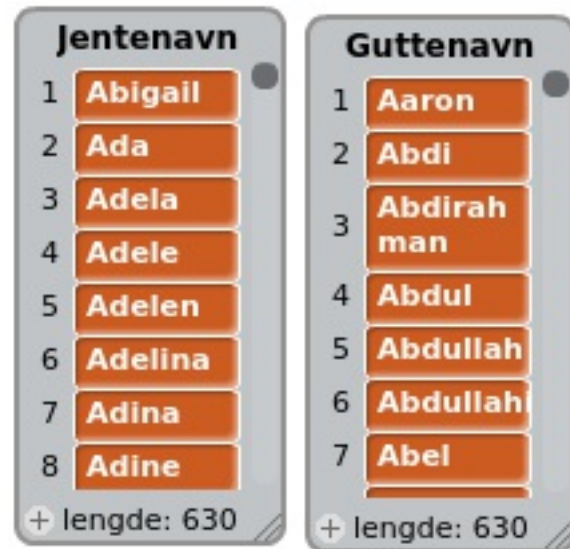 Jentenavn
1 Abigail
2 Ada
3 Adela
4 Adele
5 Adelen
6 Adelina
7 Adina
8 Adine
+ lengde: 630
Guttenavn
1 Aaron
2 Abdi
3 Abdirah
man
4 Abdul
5 Abdullah
6 Abdullahi
7 Abel
+ lengde: 630